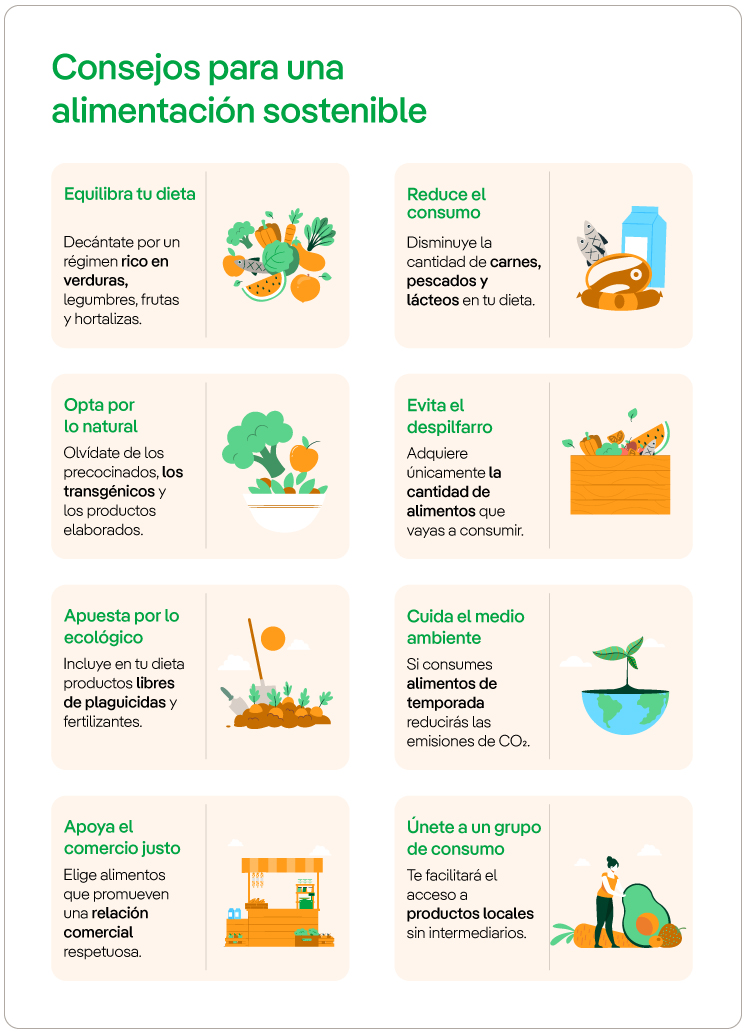 Consejos para una
alimentación sostenible
Equilibra tu dieta
Decántate por un
régimen rico en
verduras,
legumbres, frutas
y hortalizas.
Reduce el
consumo
Disminuye la
cantidad de carnes,
pescados y
lácteos en tu dieta.
Opta por
lo natural
Olvídate de los
precocinados, los
transgénicos y
los productos
elaborados.
Evita el
despilfarro
Adquiere
únicamente la
cantidad de
alimentos que
vayas a consumir.
Apuesta por lo
ecológico
Incluye en tu dieta
productos libres
de plaguicidas y
fertilizantes.
Cuida el medio
ambiente
Si consumes
alimentos de
temporada
reducirás las
emisiones de CO₂.
Apoya el
comercio justo
Elige alimentos
que promueven
una relación
comercial
respetuosa.
Únete a un grupo
de consumo
Te facilitará el
acceso a
productos locales
sin intermediarios.